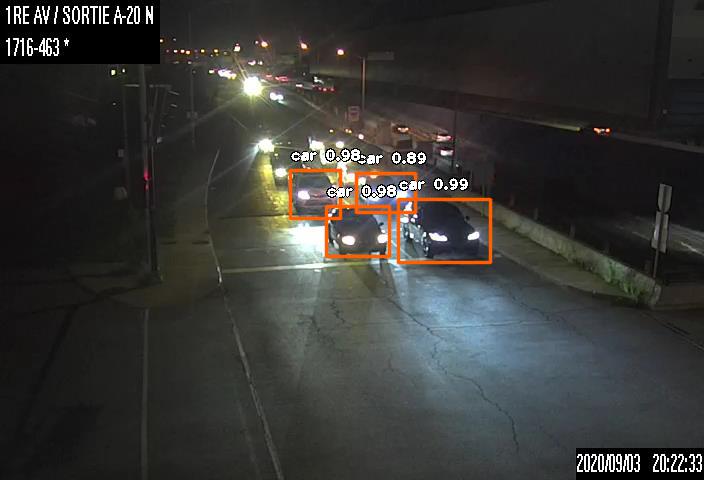 1RE AV / SORTIE A-20 N
1716-463 *
car 0.98
car 0.89
car 0.98
car 0.99
2020/09/03 20:22:33